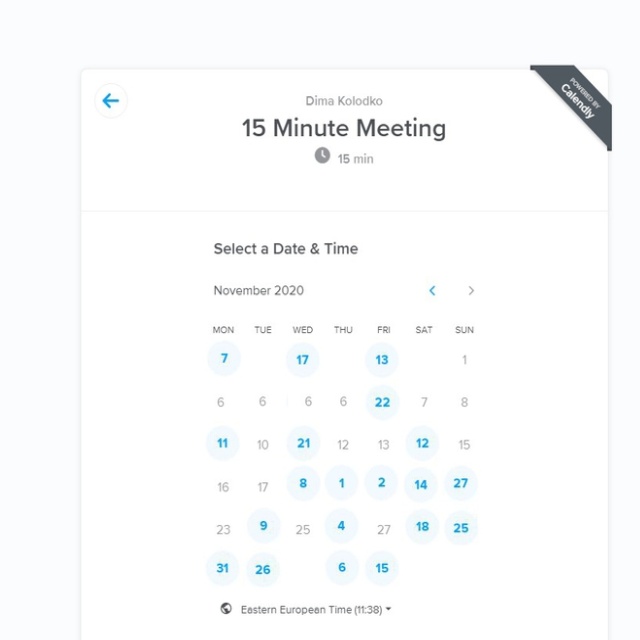 POWERED BY
Calendly
Dima Kolodko
15 Minute Meeting
15 min
Select a Date & Time
November 2020
MON TUE WED THU FRI SAT SUN
7 17 13 1
6 6 6 6 22 7 8
11 10 21 12 13 12 15
16 17 8 1 2 14 27
23 9 25 4 27 18 25
31 26 6 15
Eastern European Time (11:38)